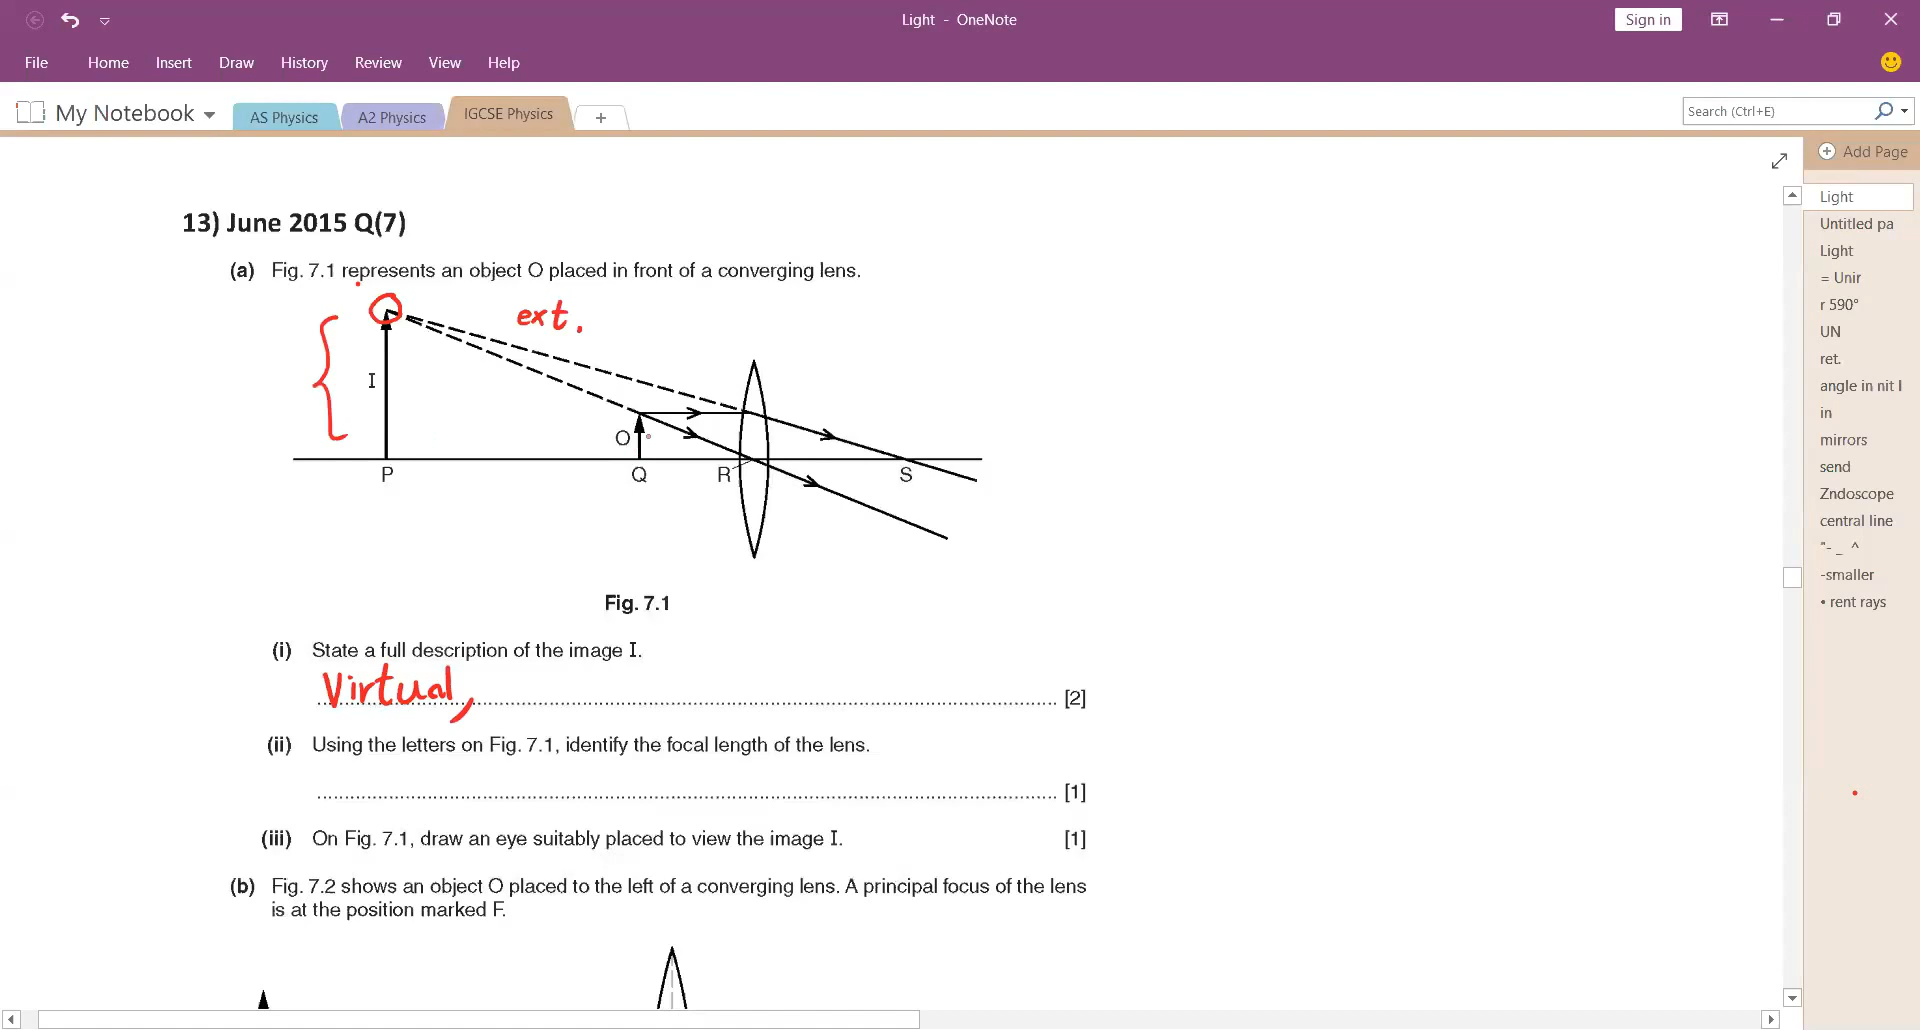 Light - OneNote
Sign in
File Home Insert Draw History Review View Help
My Notebook AS Physics A2 Physics IGCSE Physics +
Search (Ctrl+E)
Add Page
Light
Untitled pa
Light
= Unir
r 590°
UN
ret.
angle in nit I
in
mirrors
send
Zndoscope
central line
"- _ ^
-smaller
• rent rays
13) June 2015 Q(7)
(a) Fig. 7.1 represents an object O placed in front of a converging lens.
ext.
I
O
P Q R S
Fig. 7.1
(i) State a full description of the image I.
Virtual, [2]
(ii) Using the letters on Fig. 7.1, identify the focal length of the lens.
[1]
(iii) On Fig. 7.1, draw an eye suitably placed to view the image I. [1]
(b) Fig. 7.2 shows an object O placed to the left of a converging lens. A principal focus of the lens
is at the position marked F.